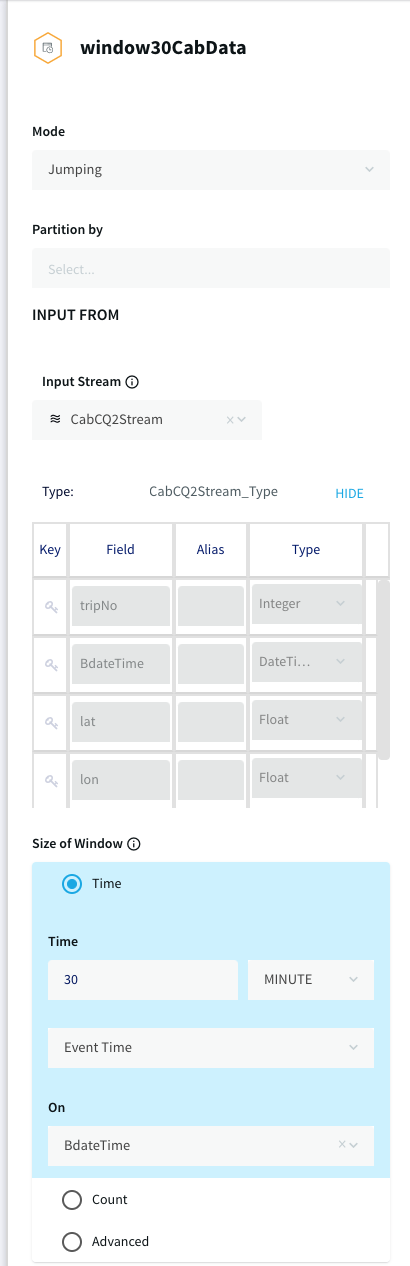 window30CabData
Mode
Jumping
Partition by
Select...
INPUT FROM
Input Stream
CabCQ2Stream
Type: CabCQ2Stream_Type HIDE
Key Field Alias Type
tripNo Integer
BdateTime DateTi...
lat Float
lon Float
Size of Window
Time
Time
30 MINUTE
Event Time
On
BdateTime
Count
Advanced